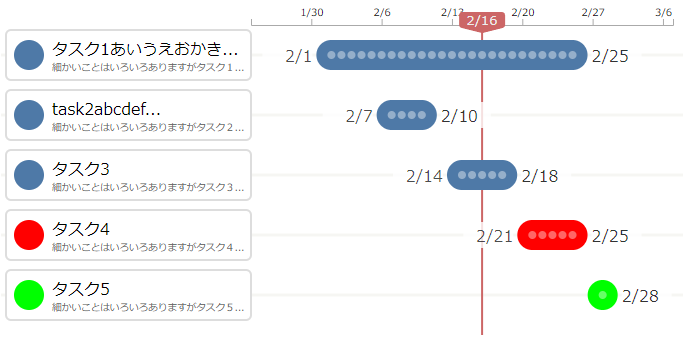 1/30 2/6 2/13 2/20 2/27 3/6
2/16
タスク1あいうえおかき...
細かいことはいろいろありますがタスク1...
2/1 2/25
task2abcdef...
細かいことはいろいろありますがタスク2...
2/7 2/10
タスク3
細かいことはいろいろありますがタスク3...
2/14 2/18
タスク4
細かいことはいろいろありますがタスク4...
2/21 2/25
タスク5
細かいことはいろいろありますがタスク5...
2/28